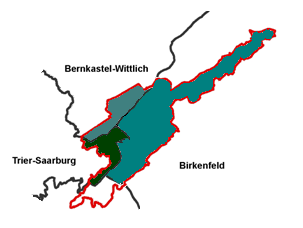 Bernkastel-Wittlich
Trier-Saarburg
Birkenfeld